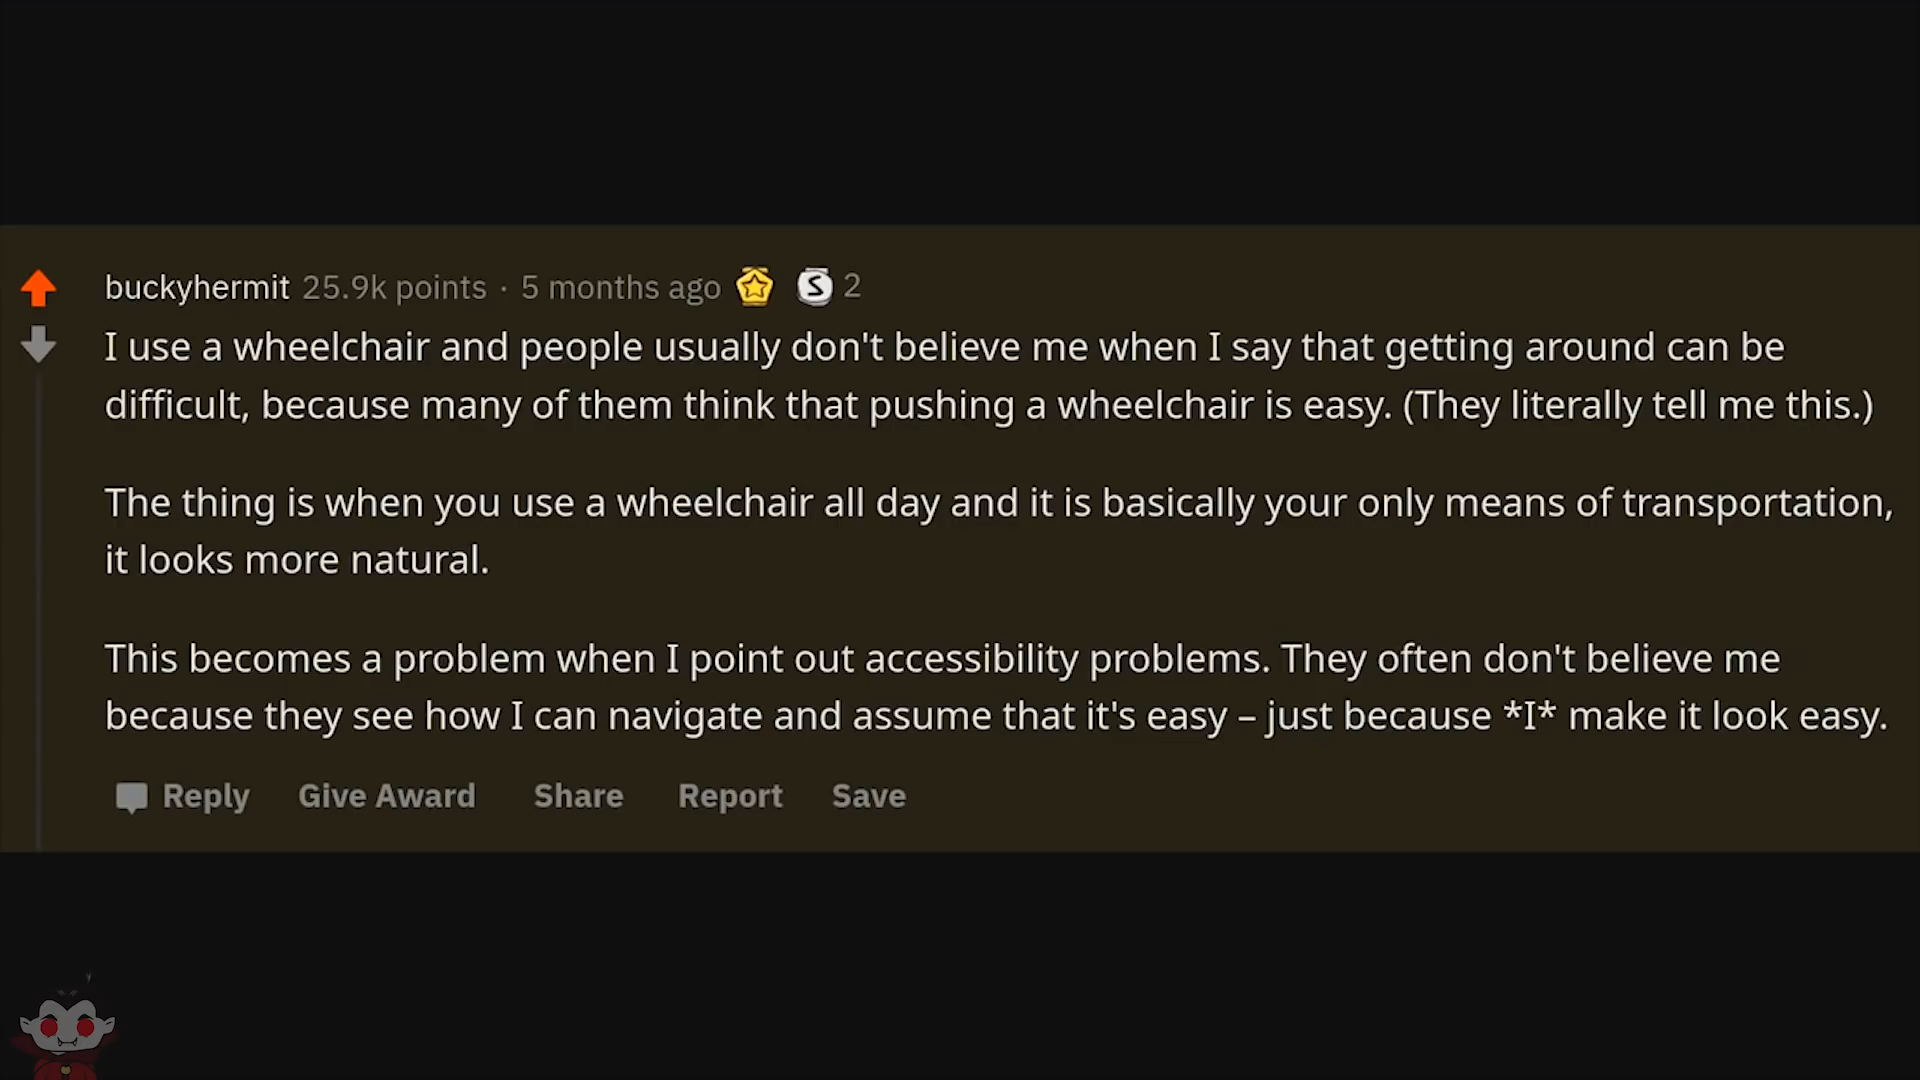 buckyhermit 25.9k points · 5 months ago S 2
I use a wheelchair and people usually don't believe me when I say that getting around can be
difficult, because many of them think that pushing a wheelchair is easy. (They literally tell me this.)
The thing is when you use a wheelchair all day and it is basically your only means of transportation,
it looks more natural.
This becomes a problem when I point out accessibility problems. They often don't believe me
because they see how I can navigate and assume that it's easy – just because *I* make it look easy.
Reply Give Award Share Report Save